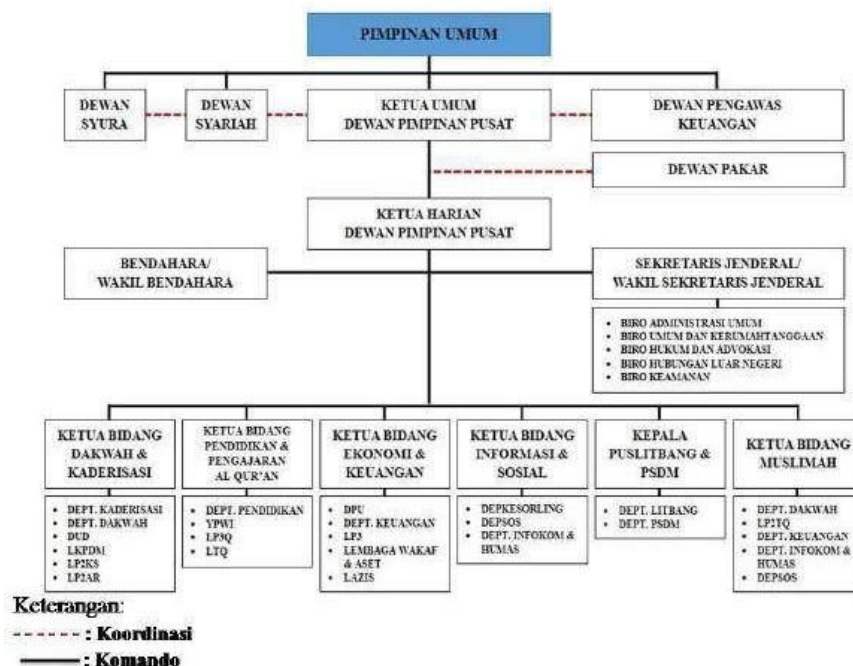 PIMPINAN UMUM
DEWAN
SYURA
DEWAN
SYARIAH
KETUA UMUM
DEWAN PIMPINAN PUSAT
DEWAN PENGAWAS
KEUANGAN
DEWAN PAKAR
KETUA HARIAN
DEWAN PIMPINAN PUSAT
BENDAHARA/
WAKIL BENDAHARA
SEKRETARIS JENDERAL/
WAKIL SEKRETARIS JENDERAL
• BIRO ADMINISTRASI UMUM
• BIRO UMUM DAN KERUMAHTANGGAAN
• BIRO HUKUM DAN ADVOKASI
• BIRO HUBUNGAN LUAR NEGERI
• BIRO KEAMANAN
KETUA BIDANG
DAKWAH &
KADERISASI
• DEPT. KADERISASI
• DEPT. DAKWAH
• DUD
• LKPDM
• LP2KS
• LP2AR
KETUA BIDANG
PENDIDIKAN &
PENGAJARAN
AL QUR'AN
• DEPT. PENDIDIKAN
• YPWI
• LP3Q
• LTQ
KETUA BIDANG
EKONOMI &
KEUANGAN
• DPU
• DEPT. KEUANGAN
• LP3
• LEMBAGA WAKAF
& ASET
• LAZIS
KETUA BIDANG
INFORMASI &
SOSIAL
• DEPKESORLING
• DEPSOS
• DEPT. INFOKOM &
HUMAS
KEPALA
PUSLITBANG &
PSDM
• DEPT. LITBANG
• DEPT. PSDM
KETUA BIDANG
MUSLIMAH
• DEPT. DAKWAH
• LP2TQ
• DEPT. KEUANGAN
• DEPT. INFOKOM &
HUMAS
• DEPSOS
Keterangan:
: Koordinasi
: Komando